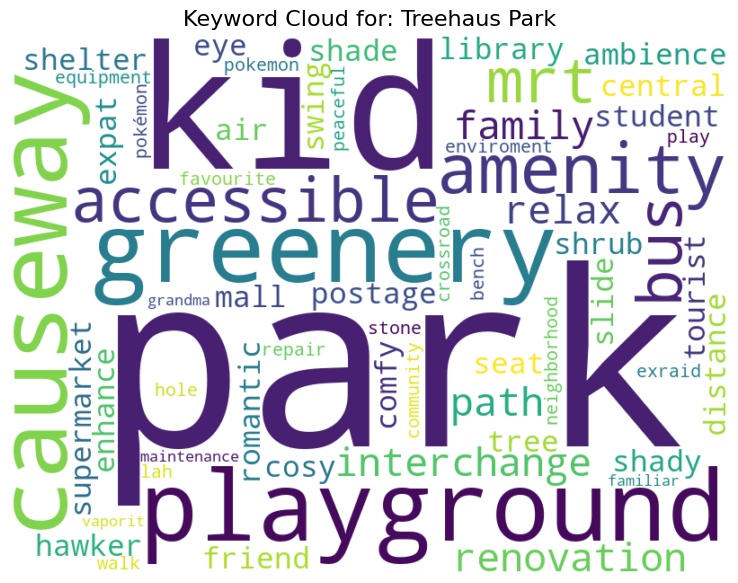 Keyword Cloud for: Treehaus Park
shelter
eye
shade
library
ambience
equipment
pokemon
kid
mrt
central
causeway
expat
pokémon
air
swing
peaceful
family
student
play
enviroment
favourite
accessible
amenity
relax
greenery
bus
shrub
crossroad
bench
slide
tourist
grandma
mall
postage
park
stone
supermarket
enhance
romantic
repair
comfy
community
seat
neighborhood
exraid
distance
hole
path
tree
maintenance
lah
cosy
interchange
shady
familiar
vaporit
playground
hawker
walk
friend
renovation